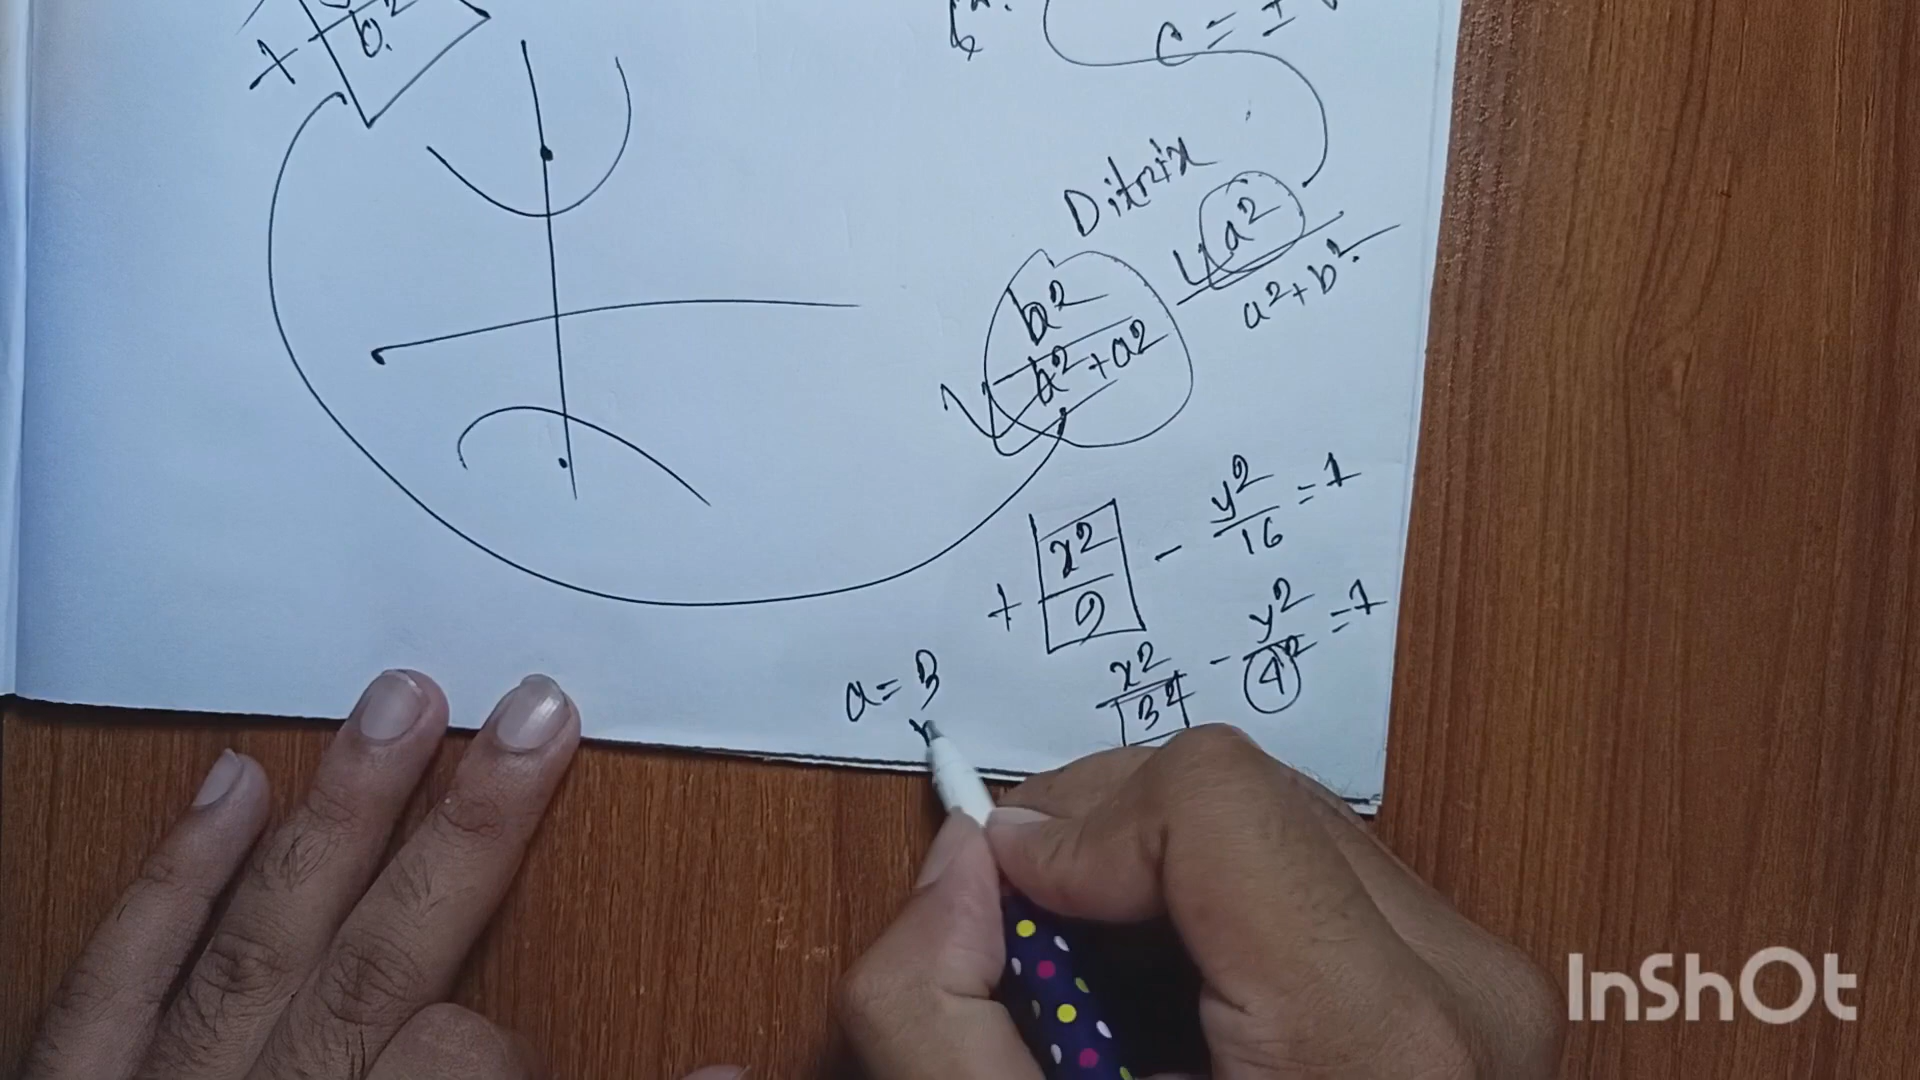 + b²
c = ±
Ditrix
√a²
a²+b².
b²
√b²+a²
+ x²/9 - y²/16 = 1
x²/3² - y²/4² = 1
a = 3
InShOt